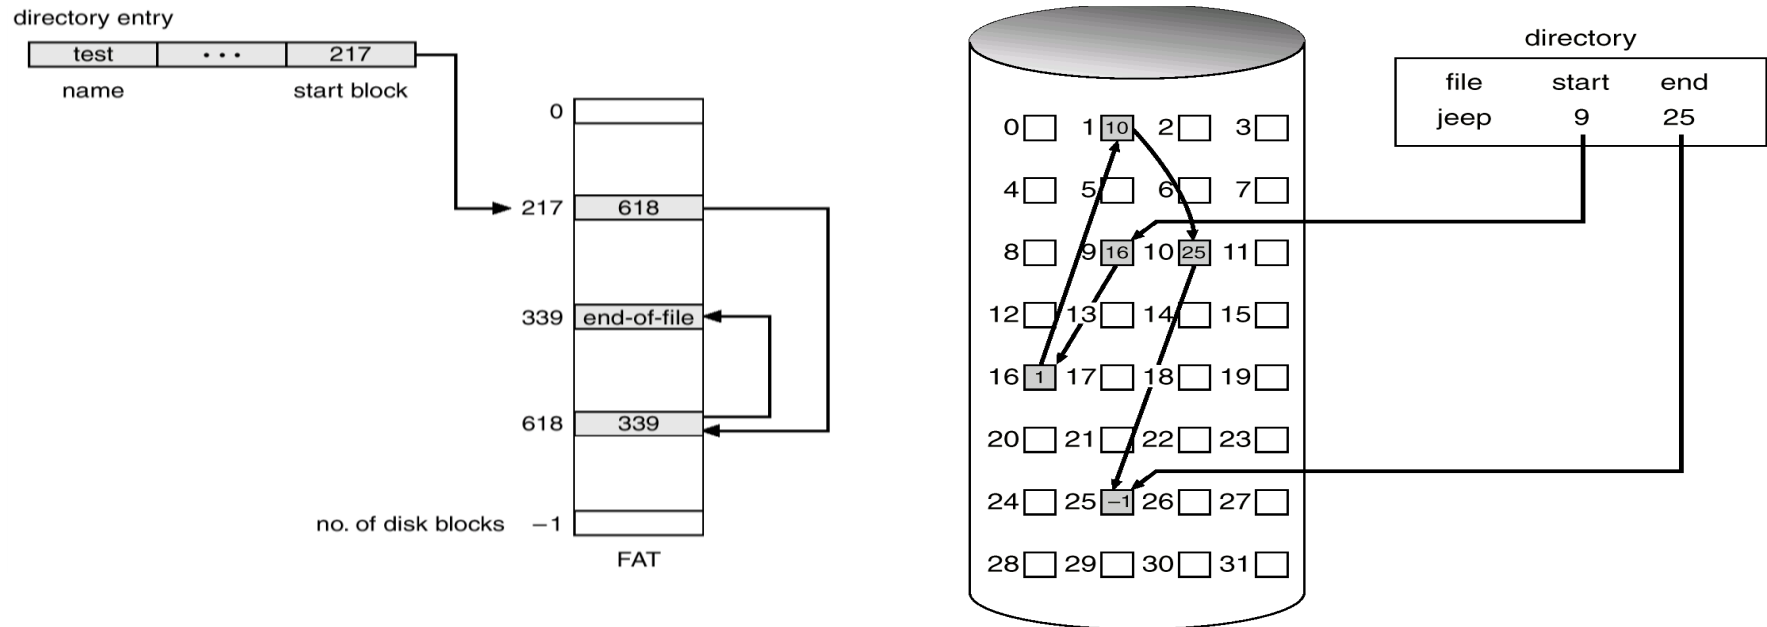 directory entry
test ... 217
name start block
0
217 618
339 end-of-file
618 339
no. of disk blocks −1
FAT
directory
file start end
jeep 9 25
0 1 10 2 3
4 5 6 7
8 9 16 10 25 11
12 13 14 15
16 1 17 18 19
20 21 22 23
24 25 −1 26 27
28 29 30 31